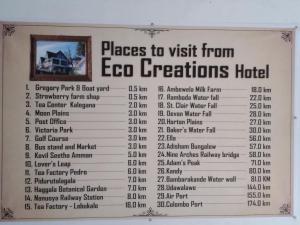 Places to visit from
Eco Creations Hotel
1. Gregory Park & Boat yard 0.5 km
2. Strawberry farm shop 0.5 km
3. Tea Center Kalegana 2.0 km
4. Moon Plains 3.0 km
5. Post Office 3.0 km
6. Victoria Park 3.0 km
7. Golf Course 3.0 km
8. Bus stand and Market 3.0 km
9. Kovil Seetha Amman 5.0 km
10. Lover's Leap 6.0 km
11. Tea Factory Pedro 6.0 km
12. Pidurutalagala 7.0 km
13. Haggala Botanical Garden 7.0 km
14. Nanuoya Railway Station 8.0 km
15. Tea Factory - Labukale 16.0 km
16. Ambewela Milk Farm 18.0 km
17. Ramboda Water fall 22.0 km
18. St. Clair Water fall 25.0 km
19. Davon Water fall 28.0 km
20. Horton Plains 27.0 km
21. Baker's Water fall 30.0 km
22. Ella 56.0 km
23. Adisham Bungalow 57.0 km
24. Nine Arches Railway bridge 58.0 km
25. Adam's Peak 71.0 km
26. Kandy 80.0 km
27. Bambarakande Water wall 81.0 KM
28. Udawalawe 144.0 km
29. Air Port 155.0 km
30. Colombo Port 174.0 km